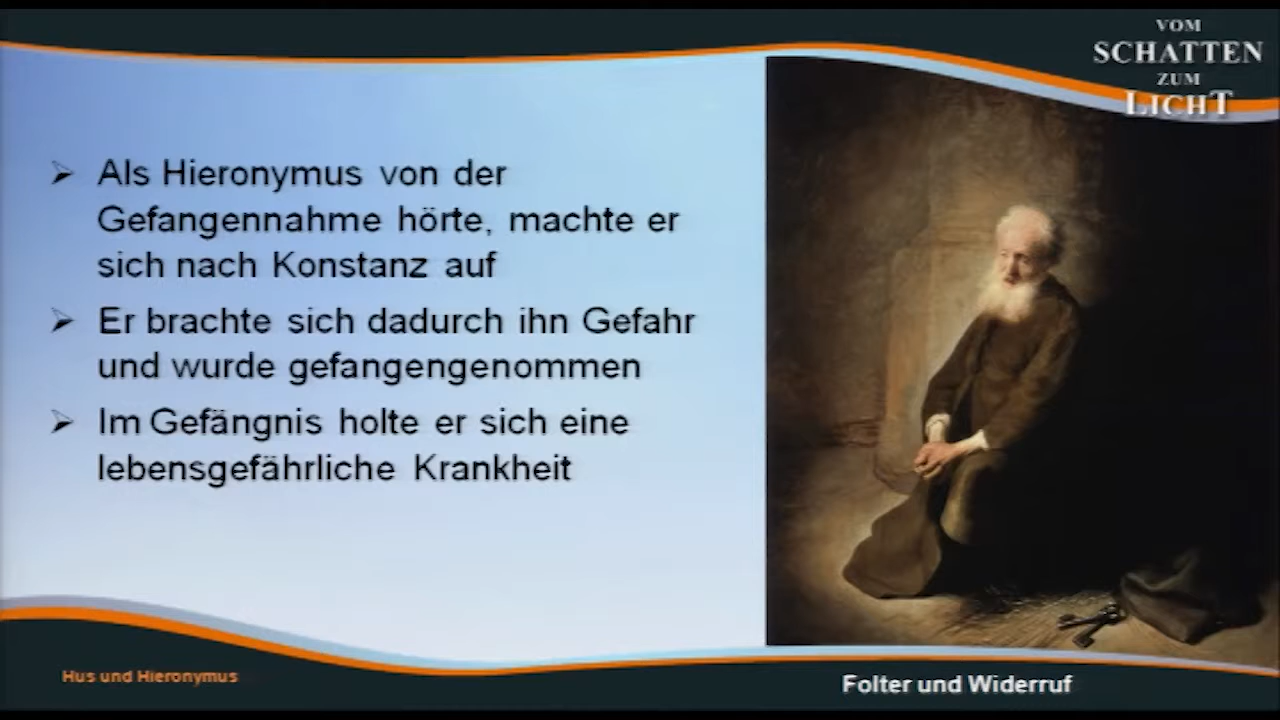 VOM
SCHATTEN
ZUM
LICHT
Als Hieronymus von der
Gefangennahme hörte, machte er
sich nach Konstanz auf
Er brachte sich dadurch ihn Gefahr
und wurde gefangengenommen
Im Gefängnis holte er sich eine
lebensgefährliche Krankheit
Hus und Hieronymus
Folter und Widerruf